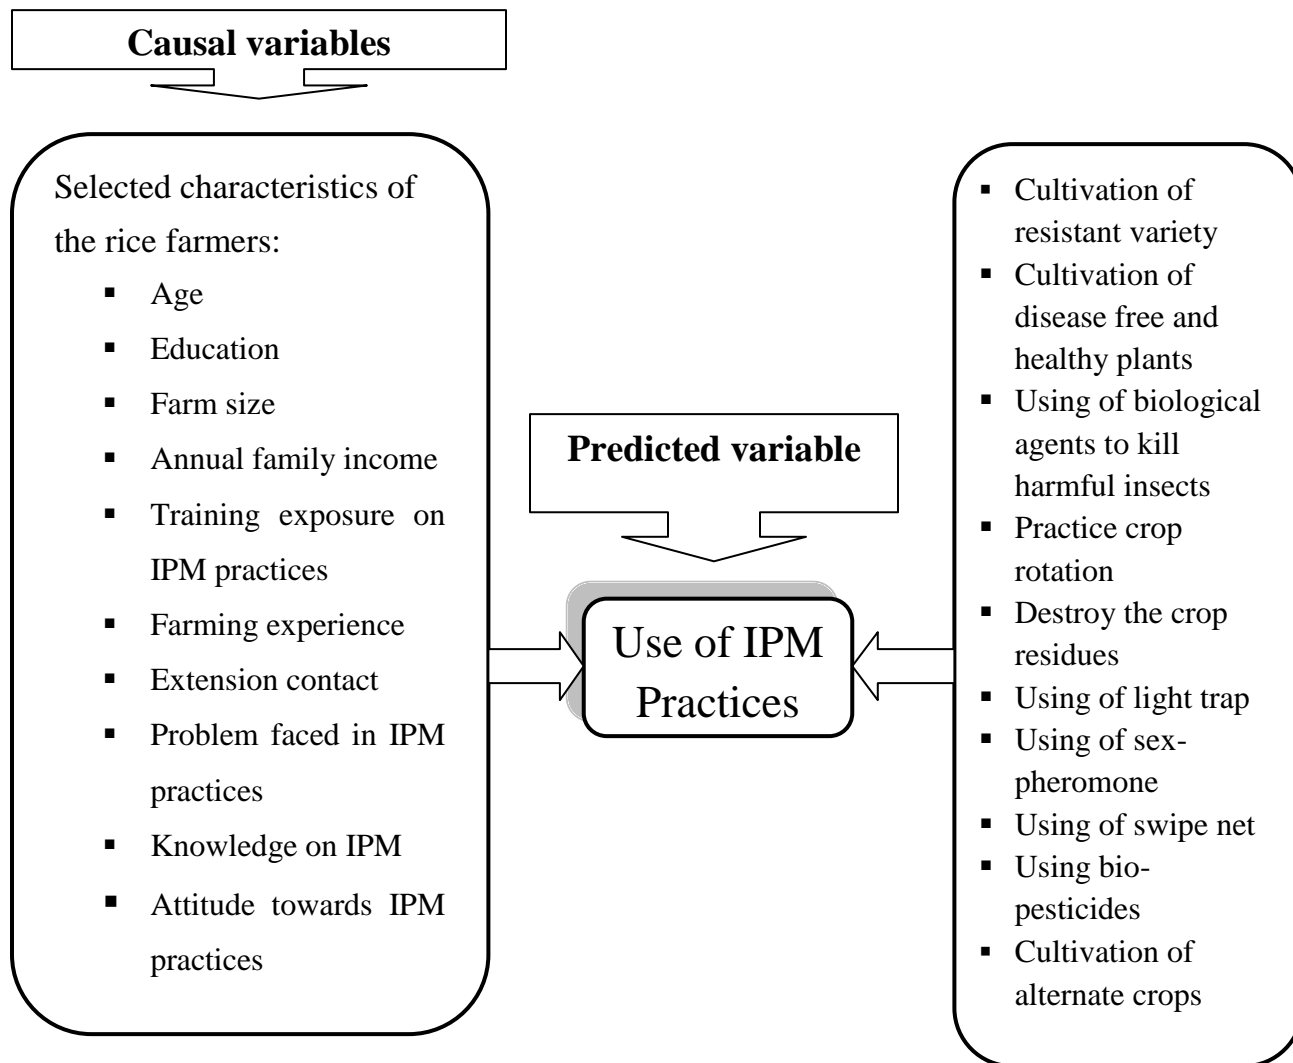 Causal variables
Selected characteristics of
the rice farmers:
▪ Age
▪ Education
▪ Farm size
▪ Annual family income
▪ Training exposure on
IPM practices
▪ Farming experience
▪ Extension contact
▪ Problem faced in IPM
practices
▪ Knowledge on IPM
▪ Attitude towards IPM
practices
Predicted variable
Use of IPM
Practices
▪ Cultivation of
resistant variety
▪ Cultivation of
disease free and
healthy plants
▪ Using of biological
agents to kill
harmful insects
▪ Practice crop
rotation
▪ Destroy the crop
residues
▪ Using of light trap
▪ Using of sex-
pheromone
▪ Using of swipe net
▪ Using bio-
pesticides
▪ Cultivation of
alternate crops